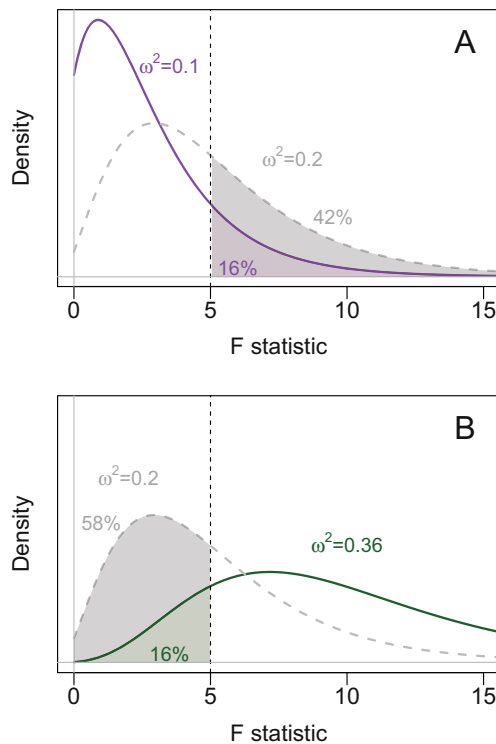 A
ω²=0.1
ω²=0.2
42%
16%
Density
0 5 10 15
F statistic
B
ω²=0.2
58%
ω²=0.36
16%
Density
0 5 10 15
F statistic